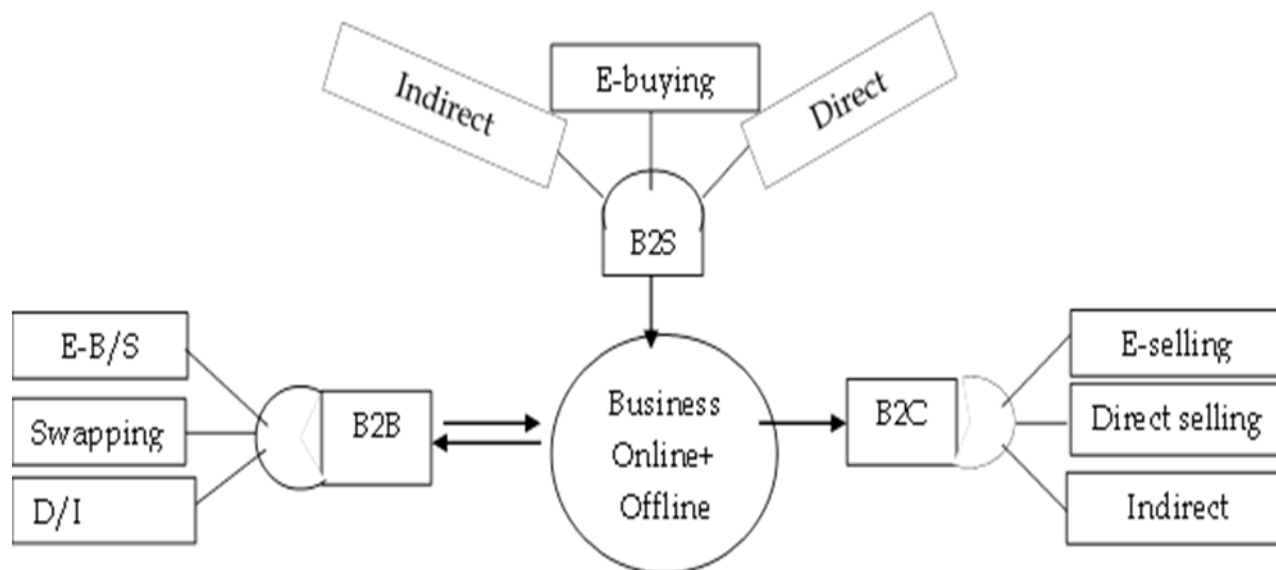 Indirect
E-buying
Direct
B2S
E-B/S
Swapping
D/I
B2B
Business
Online+
Offline
B2C
E-selling
Direct selling
Indirect